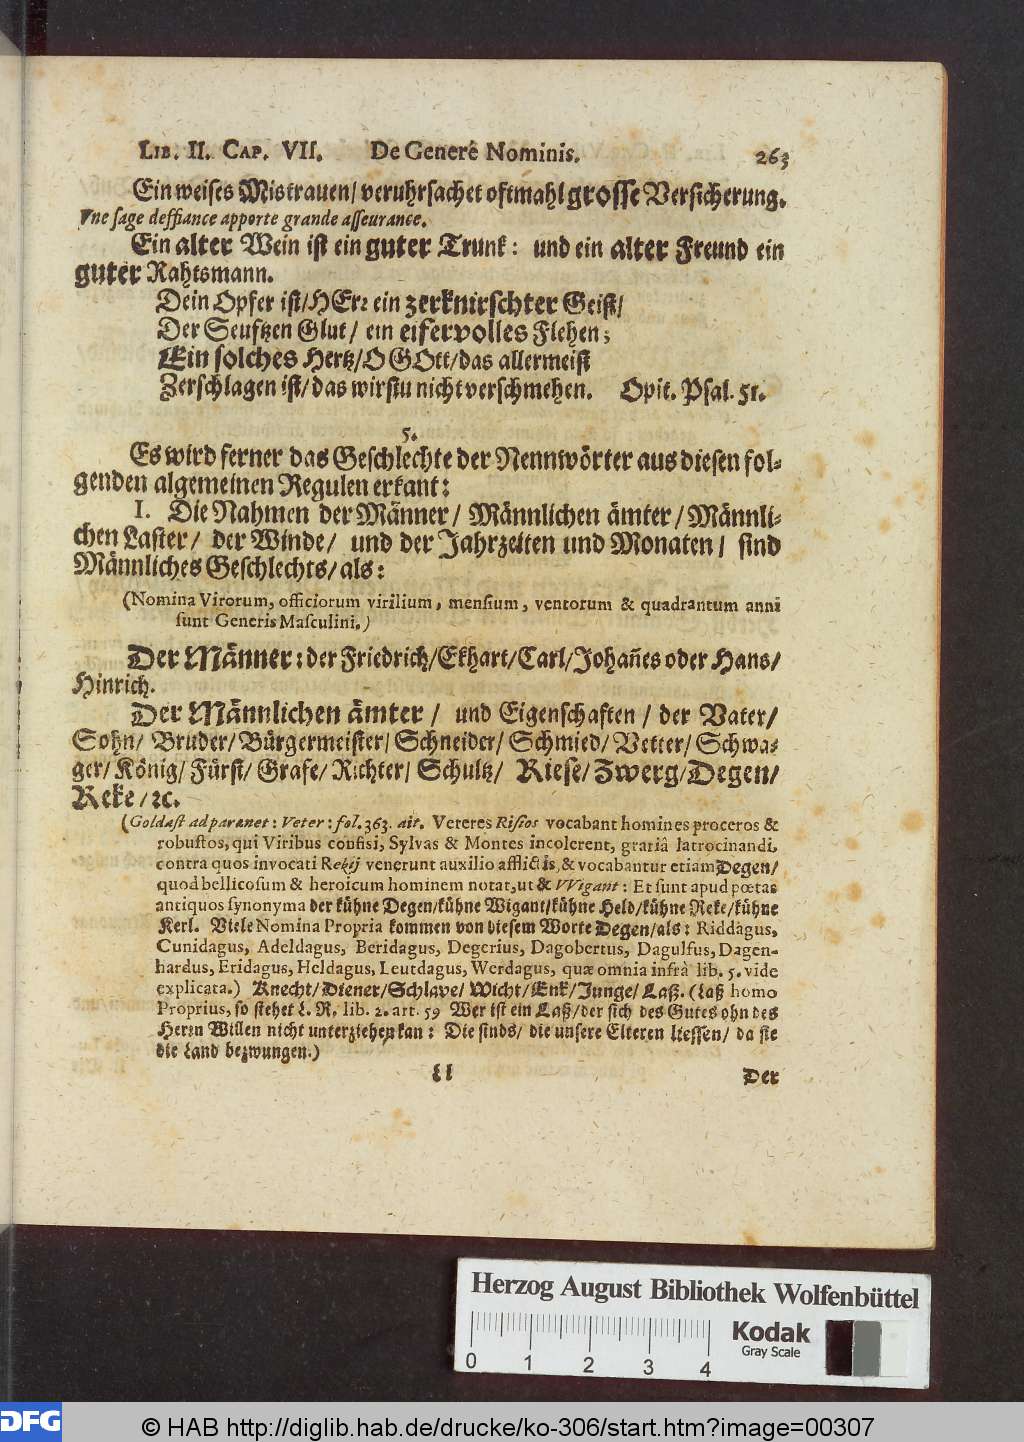 LIB. II. CAP. VII. De Generê Nominis. 263
Ein weises Mistrauen/ veruhrsachet oftmahl grosse Versicherung.
Vne sage deffiance apporte grande asseurance.
Ein alter Wein ist ein guter Trunk: und ein alter Freund ein
guter Rahtsmann.
Dein Opfer ist/HErr ein zerknirschter Geist/
Der Seuftzen Glut/ ein eifervolles Flehen;
Ein solches Hertz/O GOtt/das allermeist
Zerschlagen ist/das wirstu nicht verschmehen. Opit. Psal. 51.
5.
Es wird ferner das Geschlechte der Nennwörter aus diesen fol-
genden algemeinen Regulen erkant:
I. Die Nahmen der Männer/ Männlichen ämter/ Männli-
chen Laster/ der Winde/ und der Jahrzeiten und Monaten/ sind
Männliches Geschlechts/als:
(Nomina Virorum, officiorum virilium, mensium, ventorum & quadrantum anni
sunt Generis Masculini.)
Der Männer: der Friedrich/Ekhart/Carl/Johañes oder Hans/
Hinrich.
Der Männlichen ämter/ und Eigenschaften/ der Vater/
Sohn/ Bruder/ Bürgermeister/ Schneider/ Schmied/ Vetter/ Schwa-
ger/ König/ Fürst/ Grafe/ Richter/ Schultz/ Riese/ Zwerg/Degen/
Reke/ꝛc.
(Goldast ad paranet: Veter: fol. 363. ait. Veteres Risios vocabant homines proceros &
robustos, qui Viribus confisi, Sylvas & Montes incolerent, gratiâ latrocinandi,
contra quos invocati Rekij venerunt auxilio afflictis, & vocabantur etiam Degen/
quod bellicosum & heroicum hominem notat, ut & VVigant: Et sunt apud pœtas
antiquos synonyma der kühne Degen/kühne Wigant/kühne Held/kühne Reke/kühne
Kerl. Viele Nomina Propria kommen von diesem Worte Degen/als: Riddagus,
Cunidagus, Adeldagus, Beridagus, Degerius, Dagobertus, Dagulfus, Dagen-
hardus, Eridagus, Heldagus, Leutdagus, Werdagus, quæ omnia infrâ lib. 5. vide
explicata.) Knecht/Diener/Schlave/ Wicht/Enk/Junge/ Laß. (Laß homo
Proprius, so stehet L. R. lib. 2. art. 59 Wer ist ein Laß/der sich des Gutes ohn des
Herrn Willen nicht unterziehen kan: Die sinds/ die unsere Elteren liessen/ da sie
die Land bezwungen.)
Ll Der
Herzog August Bibliothek Wolfenbüttel
0 1 2 3 4
Kodak
Gray Scale
DFG © HAB http://diglib.hab.de/drucke/ko-306/start.htm?image=00307